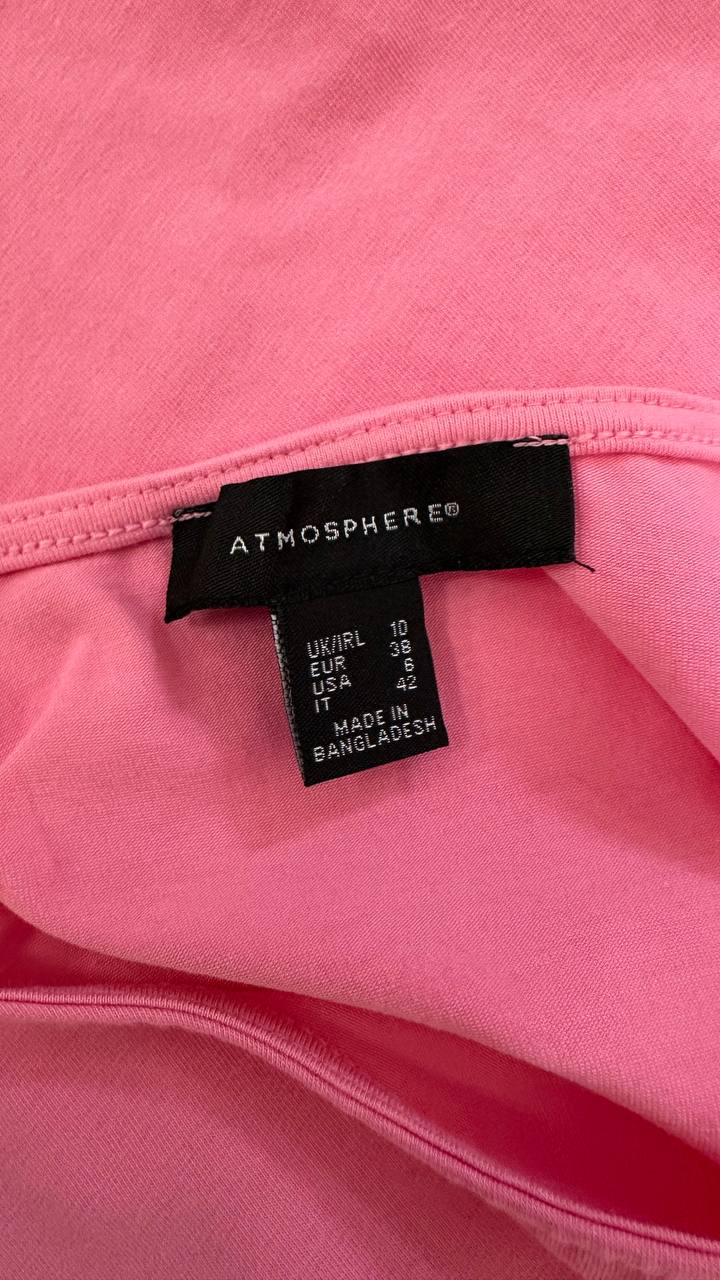 ATMOSPHERE®
UK/IRL 10
EUR 38
USA 6
IT 42
MADE IN
BANGLADESH